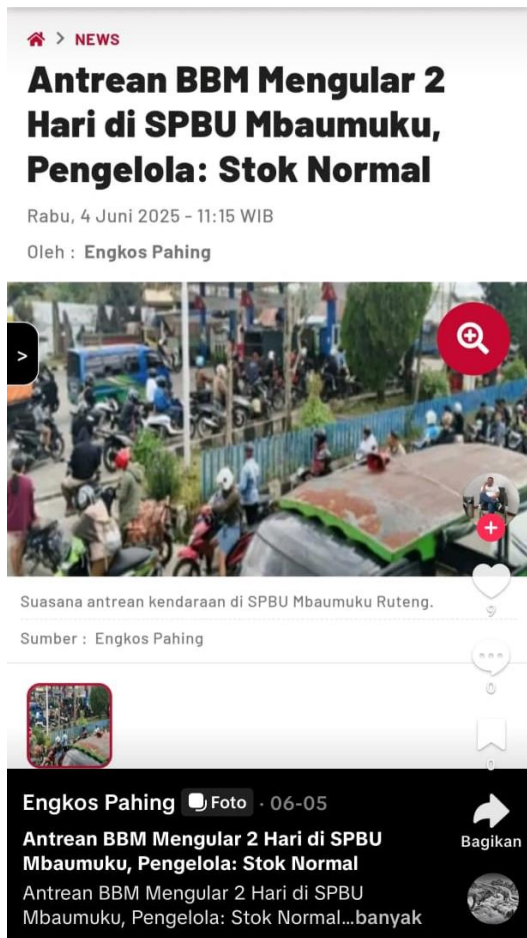 > NEWS
Antrean BBM Mengular 2
Hari di SPBU Mbaumuku,
Pengelola: Stok Normal
Rabu, 4 Juni 2025 - 11:15 WIB
Oleh : Engkos Pahing
>
Suasana antrean kendaraan di SPBU Mbaumuku Ruteng.
Sumber : Engkos Pahing
9
0
0
Engkos Pahing Foto · 06-05
Antrean BBM Mengular 2 Hari di SPBU
Mbaumuku, Pengelola: Stok Normal
Antrean BBM Mengular 2 Hari di SPBU
Mbaumuku, Pengelola: Stok Normal...banyak
Bagikan